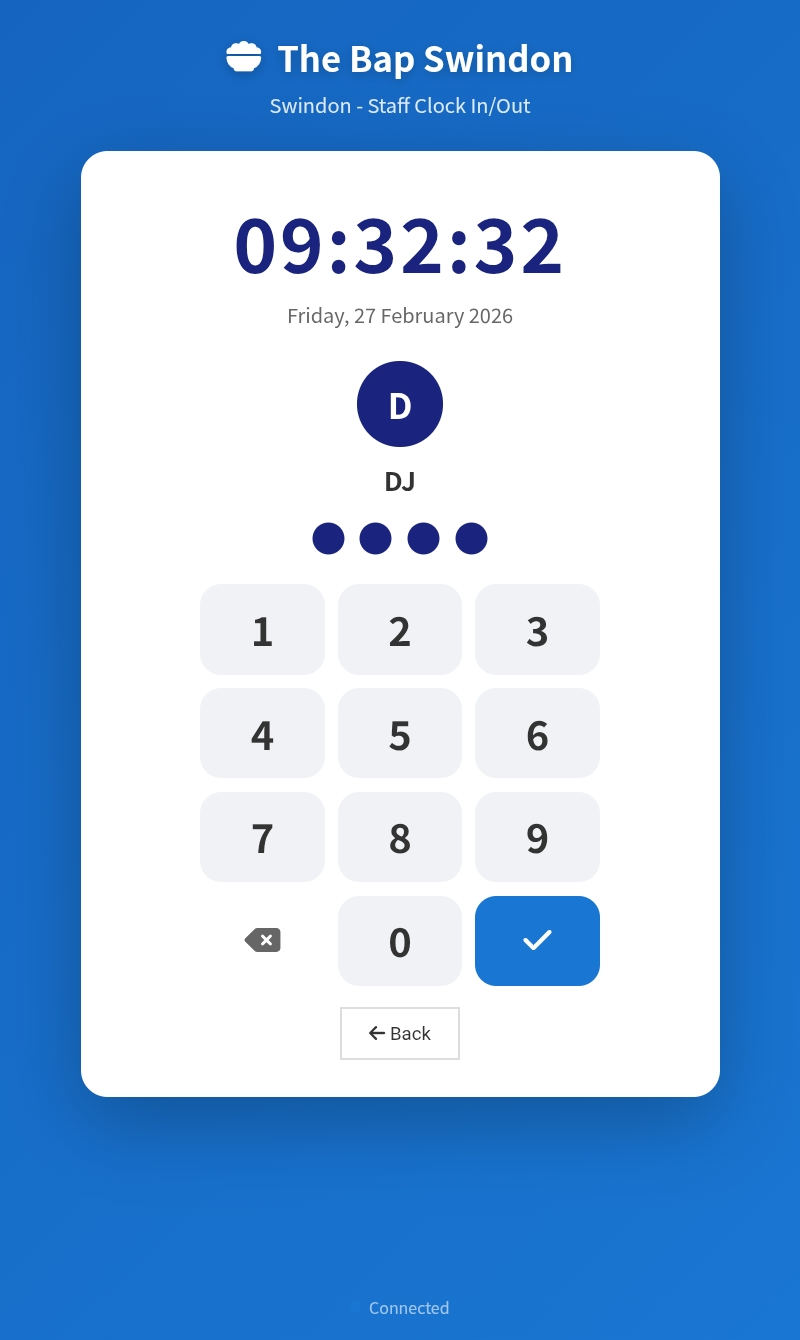 The Bap Swindon
Swindon - Staff Clock In/Out
09:32:32
Friday, 27 February 2026
D
DJ
1 2 3
4 5 6
7 8 9
0
Back
Connected